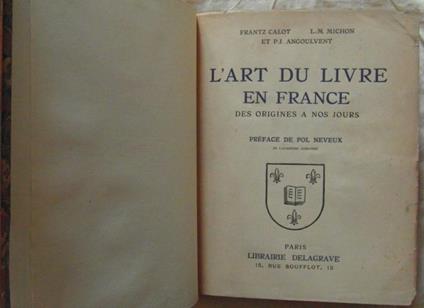 FRANTZ CALOT L.-M. MICHON
ET P.J. ANGOULVENT
L'ART DU LIVRE
EN FRANCE
DES ORIGINES A NOS JOURS
PRÉFACE DE POL NEVEUX
PARIS
LIBRAIRIE DELAGRAVE
15, RUE SOUFFLOT, 15